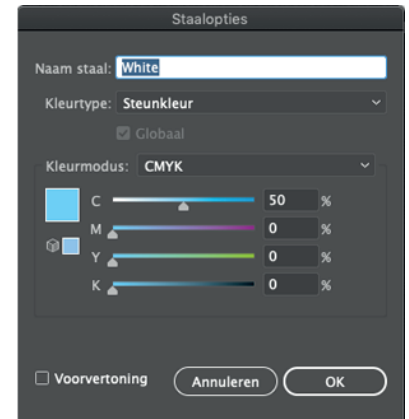 Staalopties
Naam staal: White
Kleurtype: Steunkleur
Globaal
Kleurmodus: CMYK
C 50 %
M 0 %
Y 0 %
K 0 %
Voorvertoning Annuleren OK